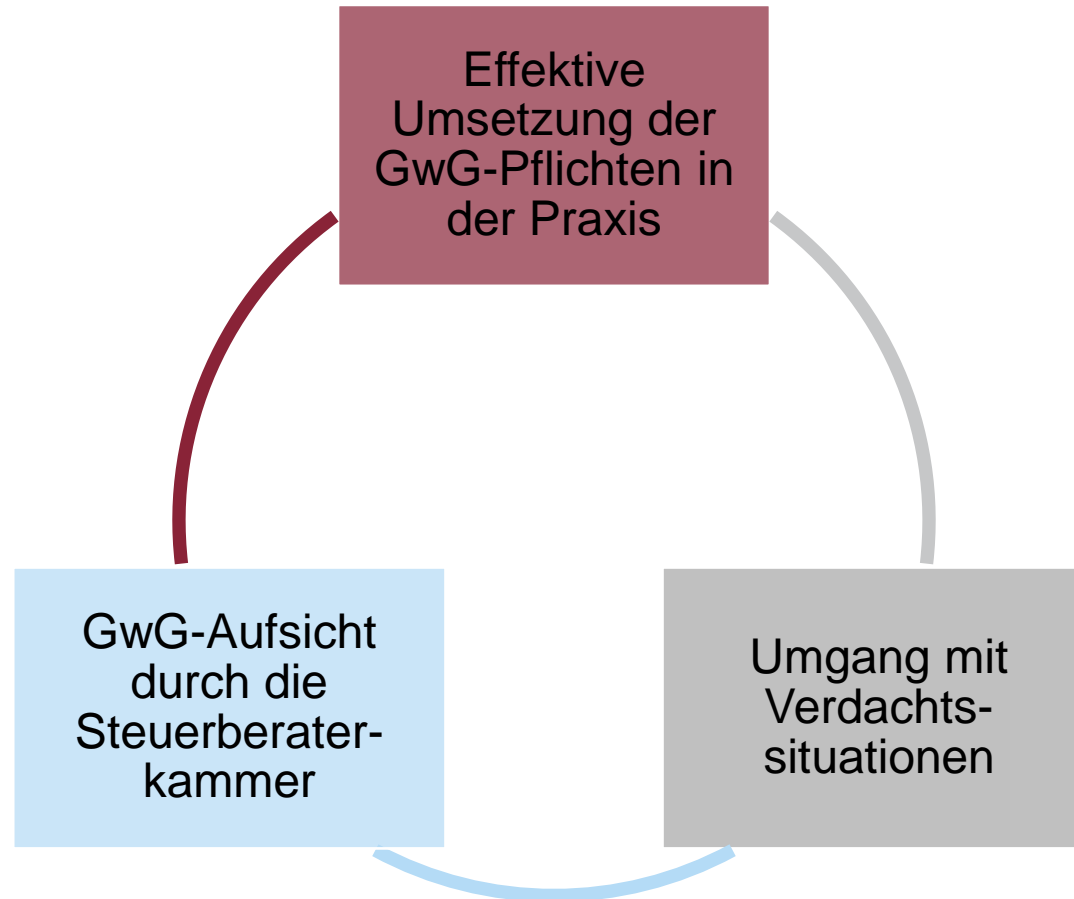 Effektive
Umsetzung der
GwG-Pflichten in
der Praxis
GwG-Aufsicht
durch die
Steuerberater-
kammer
Umgang mit
Verdachts-
situationen